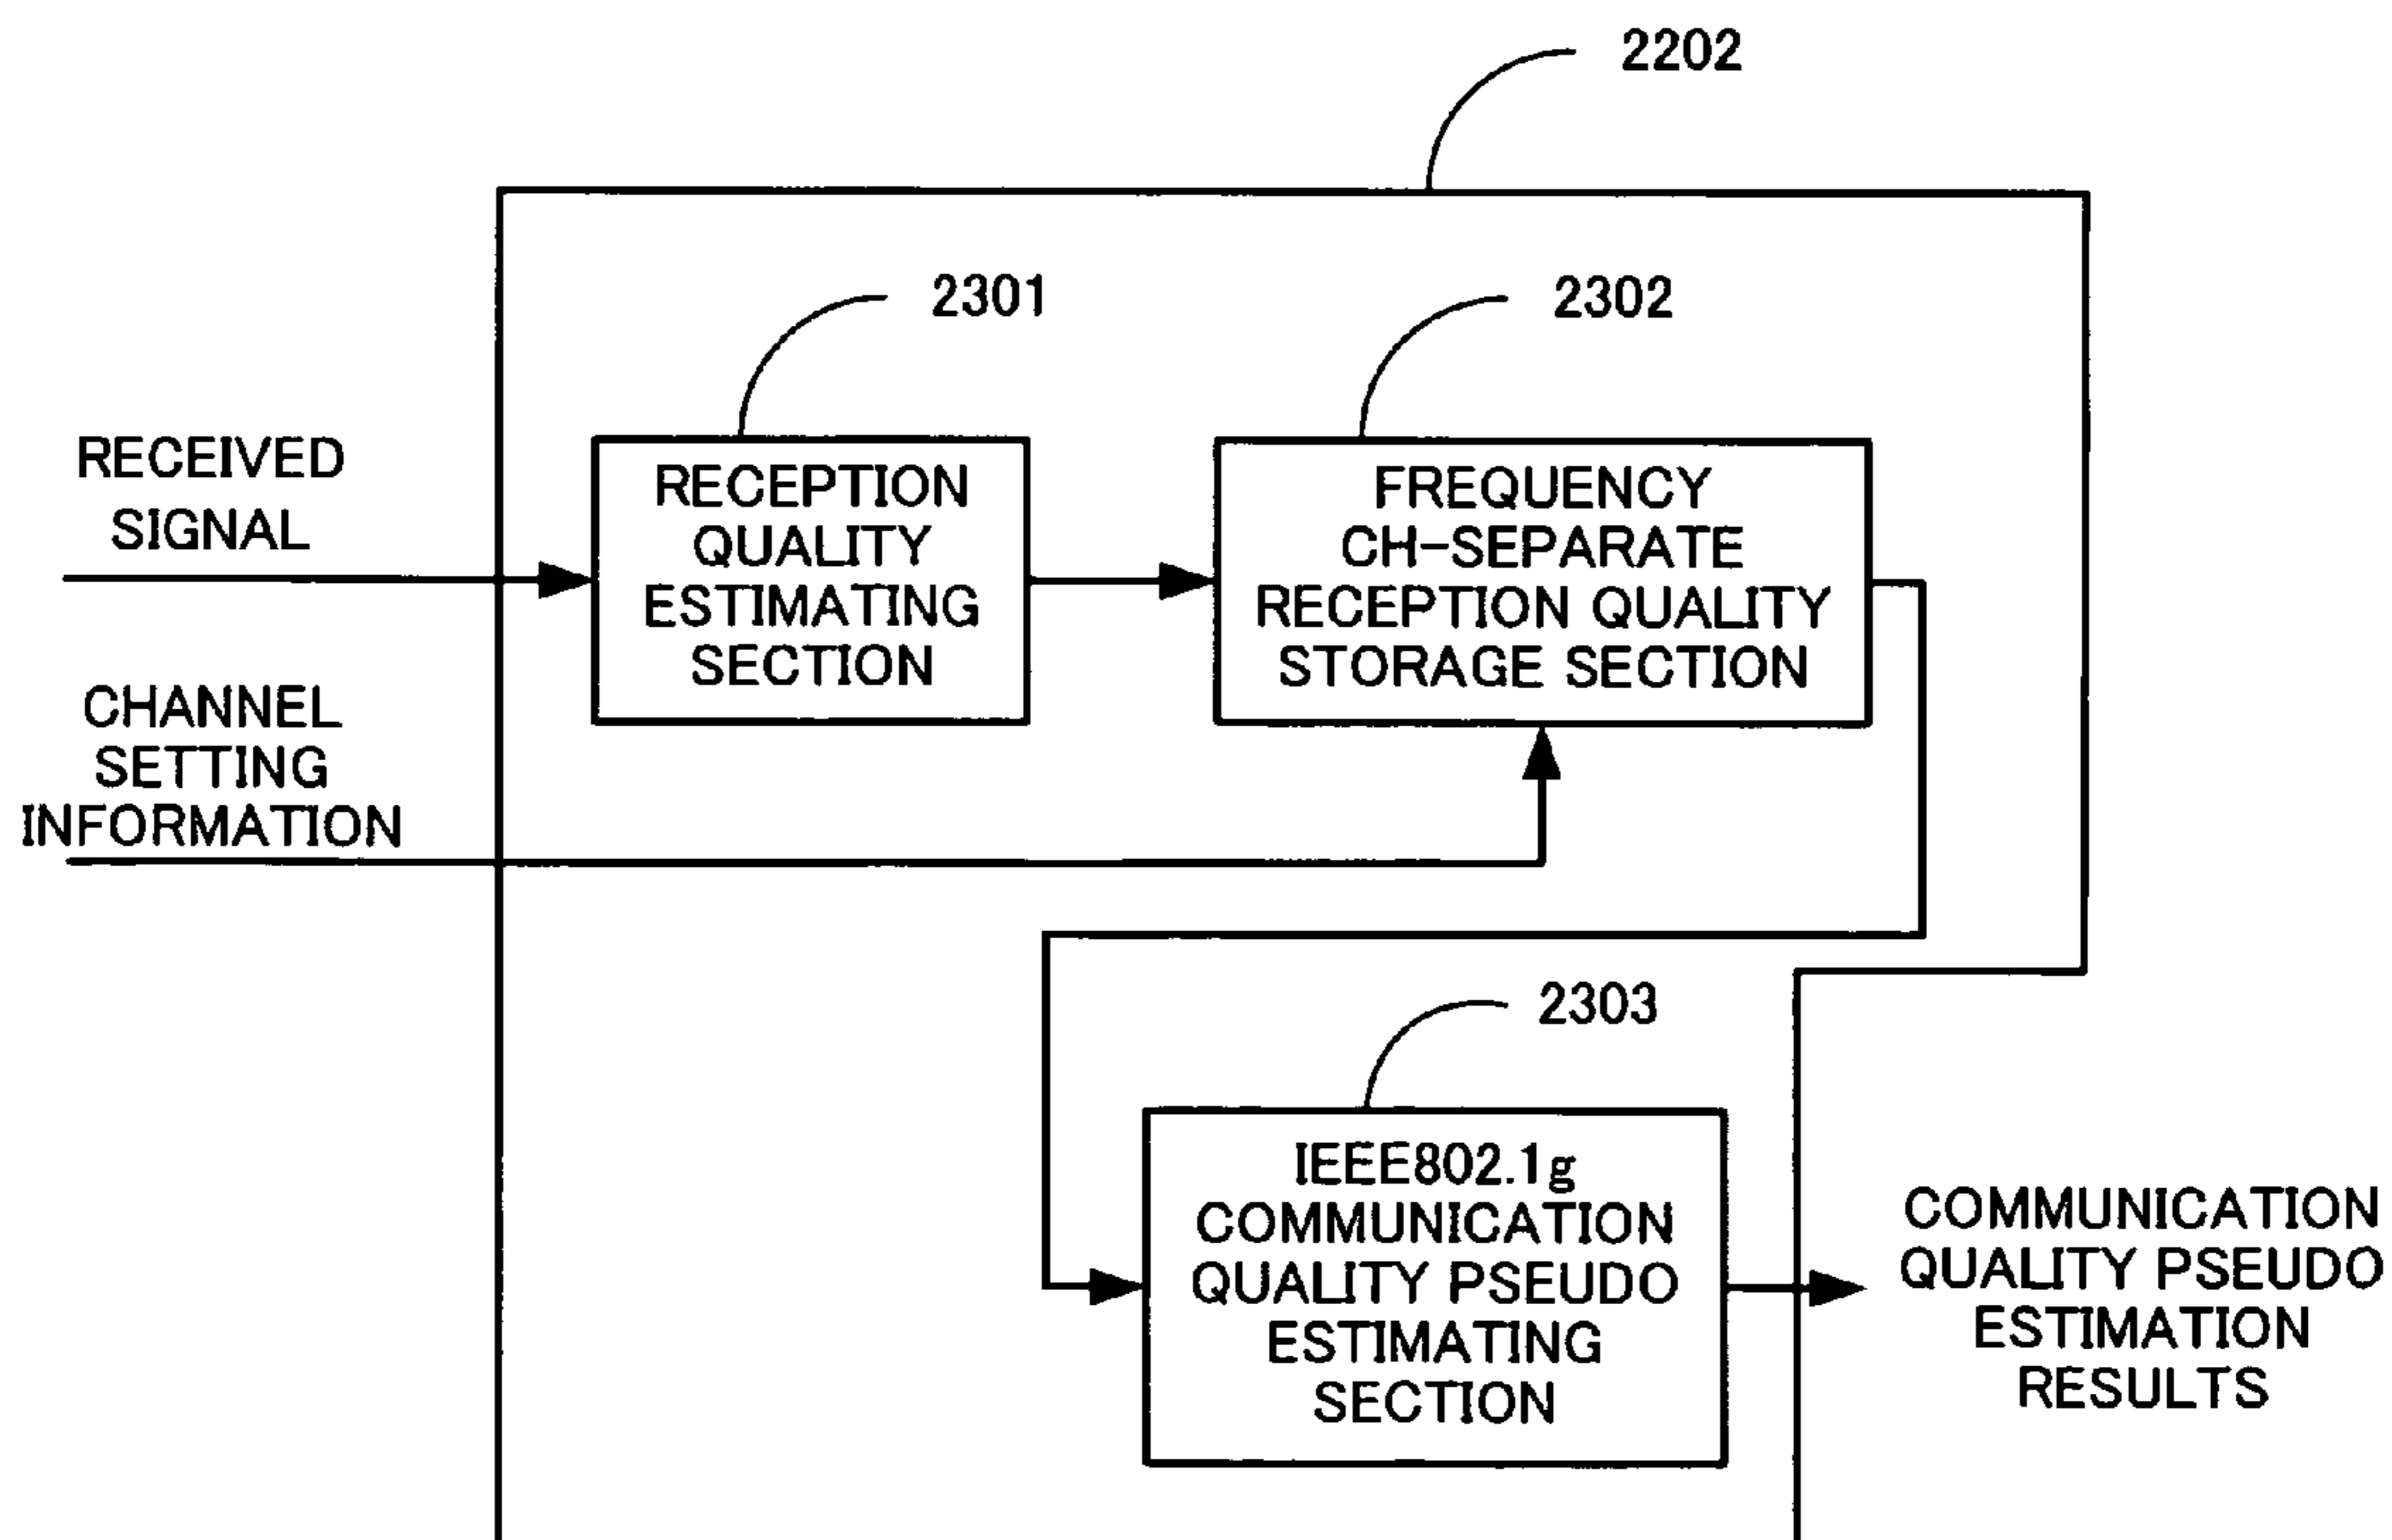 2202
2301
2302
RECEIVED
SIGNAL
RECEPTION
QUALITY
ESTIMATING
SECTION
FREQUENCY
CH-SEPARATE
RECEPTION QUALITY
STORAGE SECTION
CHANNEL
SETTING
INFORMATION
2303
IEEE802.1g
COMMUNICATION
QUALITY PSEUDO
ESTIMATING
SECTION
COMMUNICATION
QUALITY PSEUDO
ESTIMATION
RESULTS